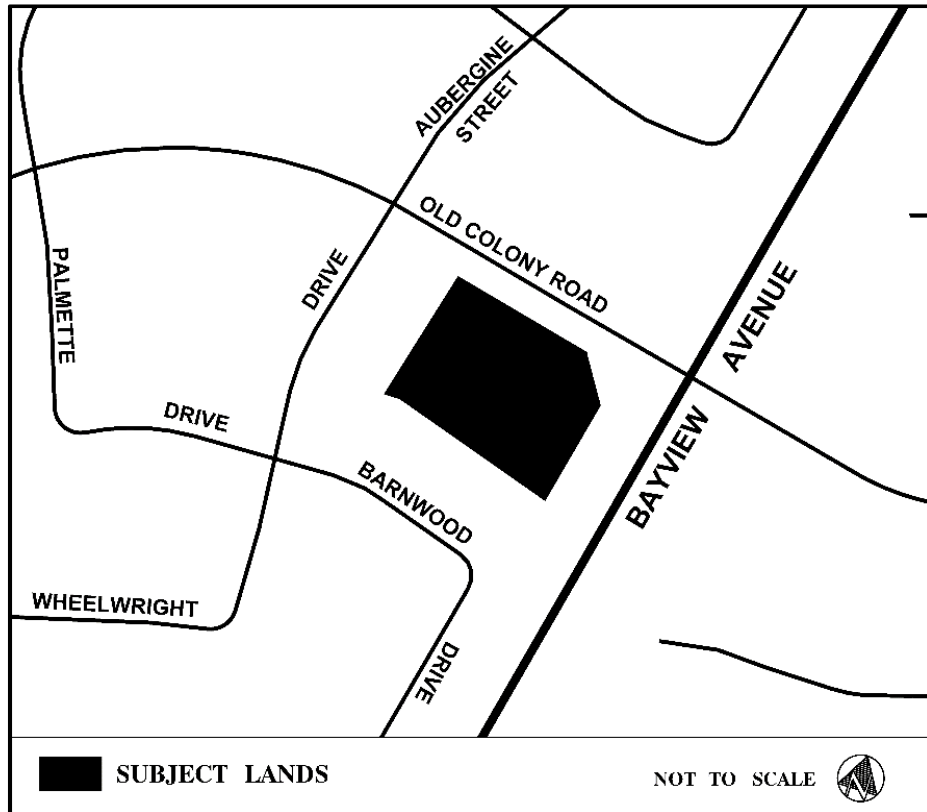 AUBERGINE
STREET
OLD COLONY ROAD
DRIVE
PALMETTE
AVENUE
DRIVE
BAYVIEW
BARNWOOD
WHEELWRIGHT
DRIVE
SUBJECT LANDS
NOT TO SCALE